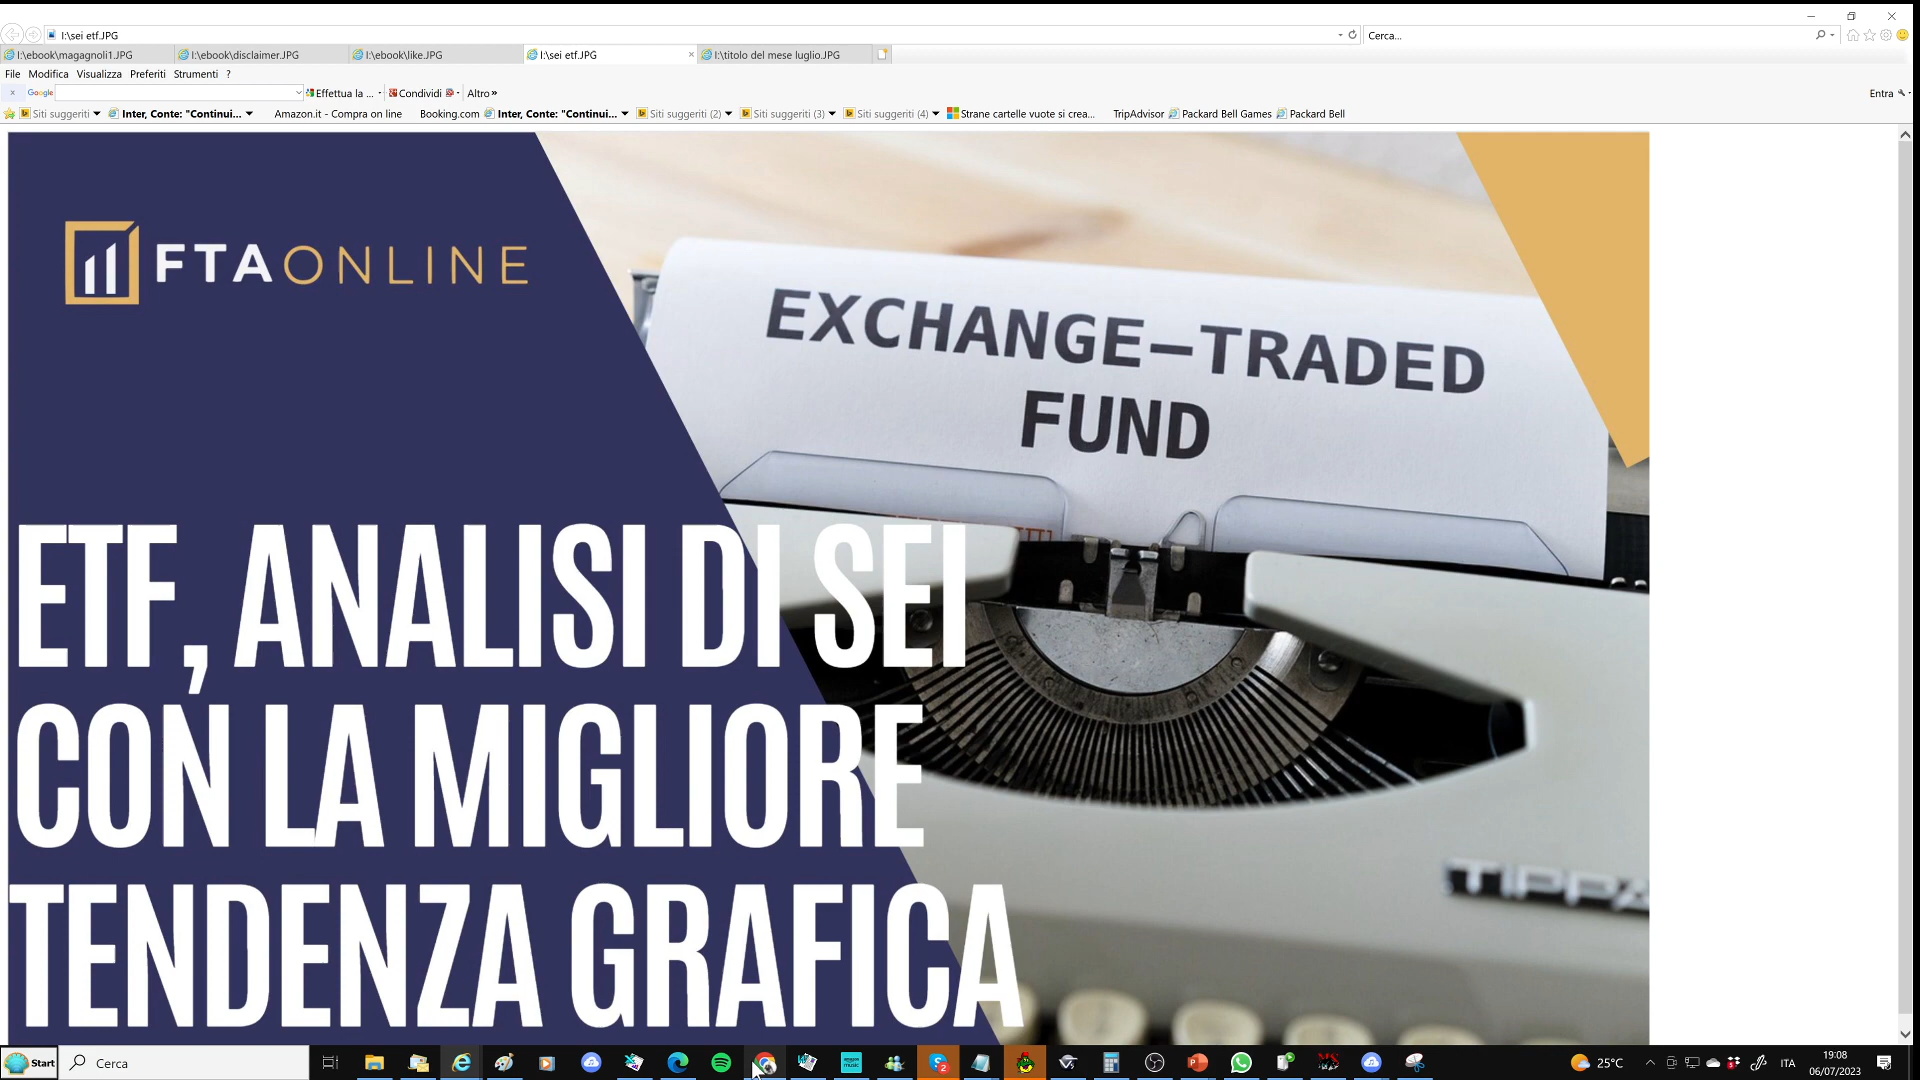 I:\sei etf.JPG
Cerca...
I:\ebook\magagnoli1.JPG
I:\ebook\disclaimer.JPG
I:\ebook\like.JPG
I:\sei etf.JPG
I:\titolo del mese luglio.JPG
File Modifica Visualizza Preferiti Strumenti ?
x Google Effettua la ... Condividi Altro »
Entra
Siti suggeriti
Inter, Conte: "Continui...
Amazon.it - Compra on line
Booking.com
Inter, Conte: "Continui...
Siti suggeriti (2)
Siti suggeriti (3)
Siti suggeriti (4)
Strane cartelle vuote si crea...
TripAdvisor
Packard Bell Games
Packard Bell
FTAONLINE
EXCHANGE-TRADED
FUND
ETF, ANALISI DI SEI
CON LA MIGLIORE
TENDENZA GRAFICA
Start
Cerca
25°C
ITA
19:08
06/07/2023